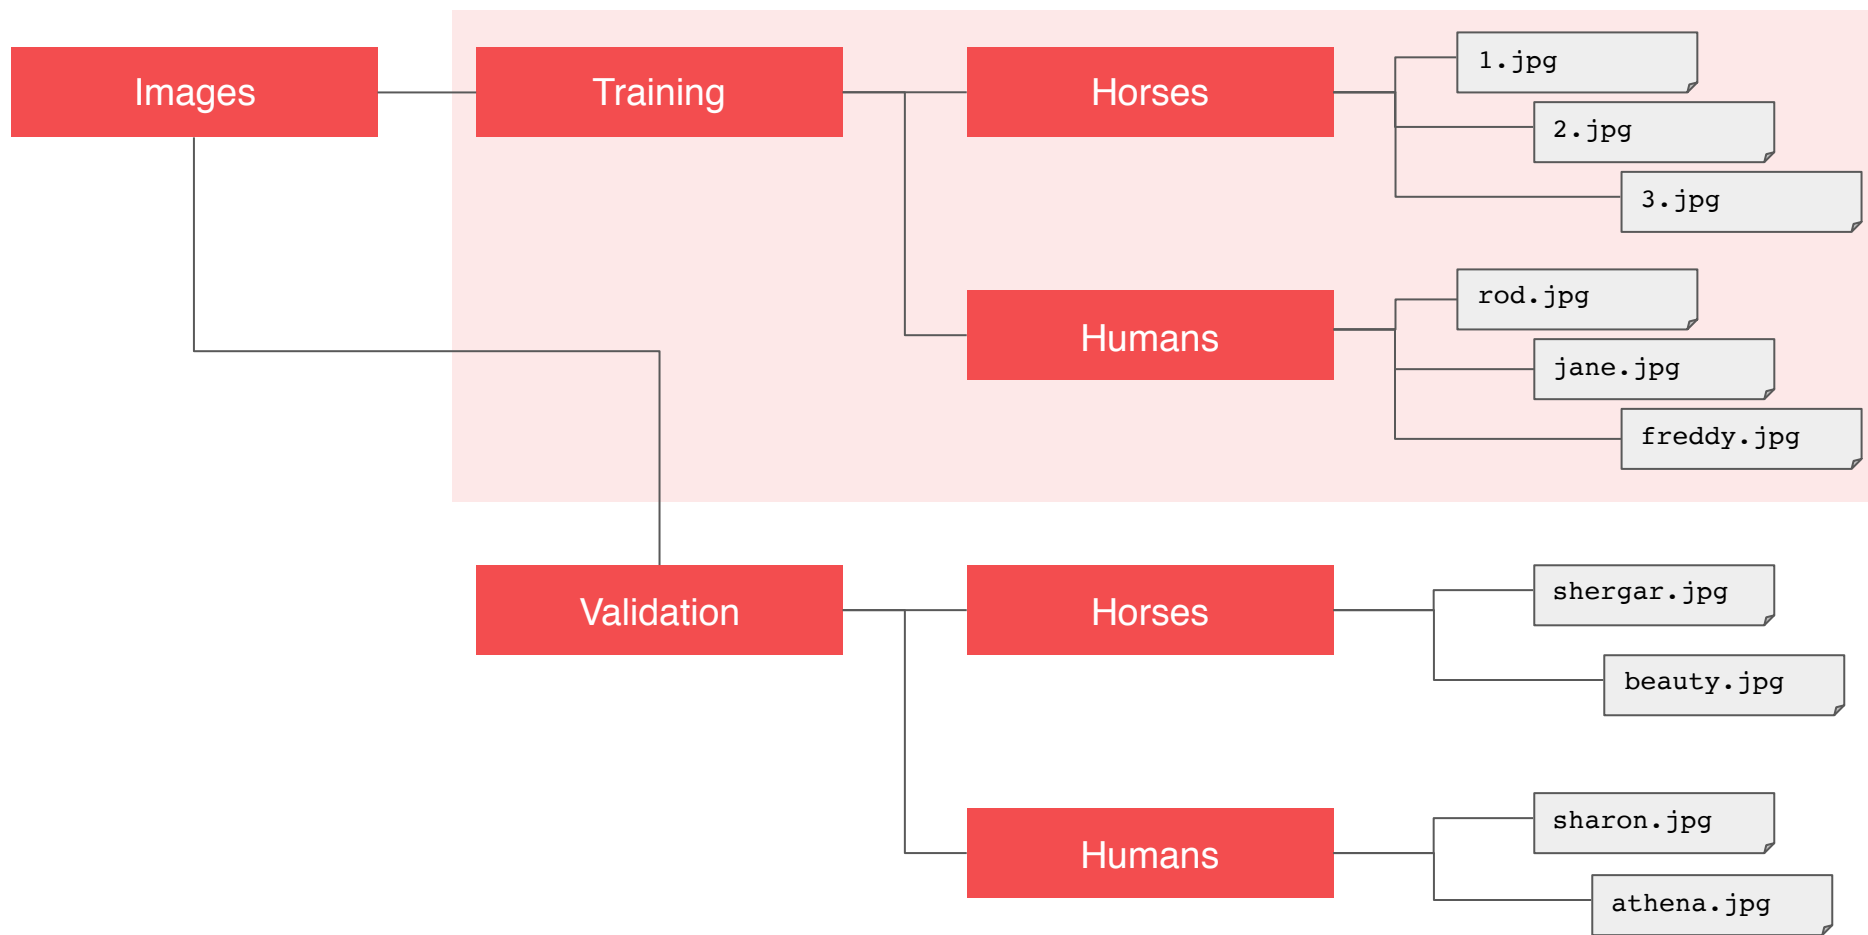 Images
Training
Horses
1.jpg
2.jpg
3.jpg
Humans
rod.jpg
jane.jpg
freddy.jpg
Validation
Horses
shergar.jpg
beauty.jpg
Humans
sharon.jpg
athena.jpg